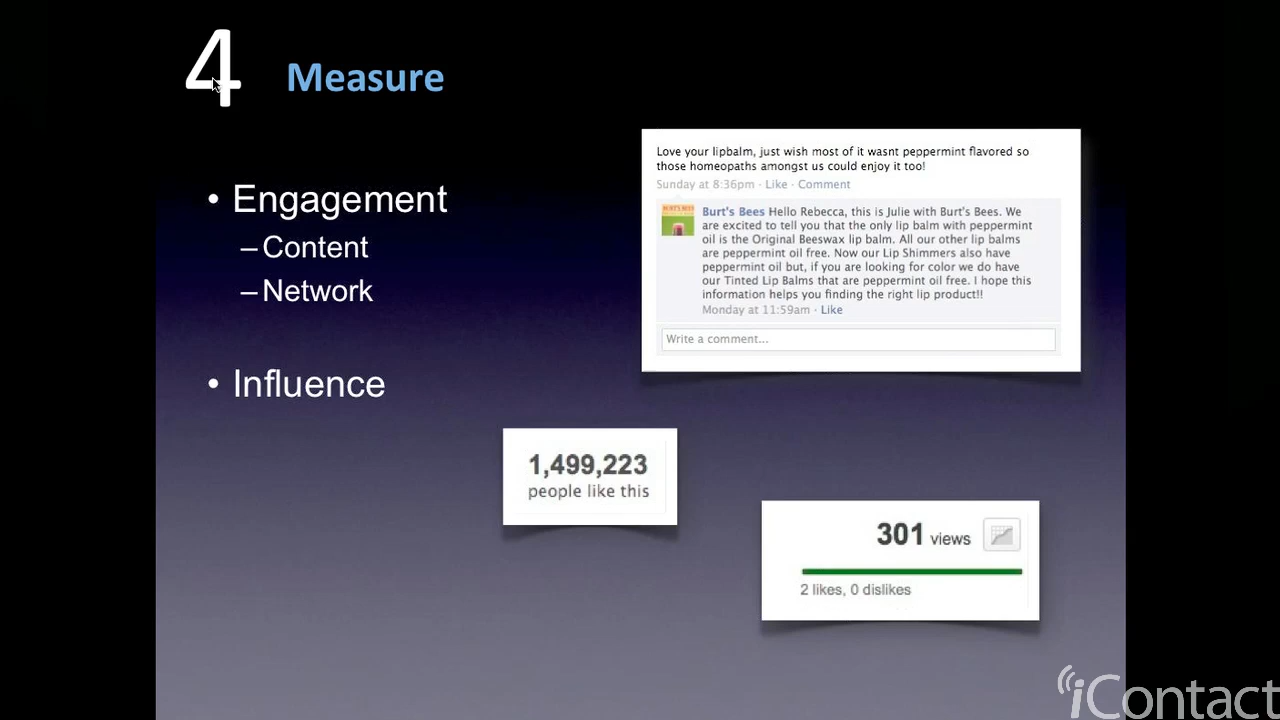 4 Measure
• Engagement
–Content
–Network
• Influence
Love your lipbalm, just wish most of it wasnt peppermint flavored so
those homeopaths amongst us could enjoy it too!
Sunday at 8:36pm · Like · Comment
Burt's Bees Hello Rebecca, this is Julie with Burt's Bees. We
are excited to tell you that the only lip balm with peppermint
oil is the Original Beeswax lip balm. All our other lip balms
are peppermint oil free. Now our Lip Shimmers also have
peppermint oil but, if you are looking for color we do have
our Tinted Lip Balms that are peppermint oil free. I hope this
information helps you finding the right lip product!!
Monday at 11:59am · Like
Write a comment...
1,499,223
people like this
301 views
2 likes, 0 dislikes
iContact